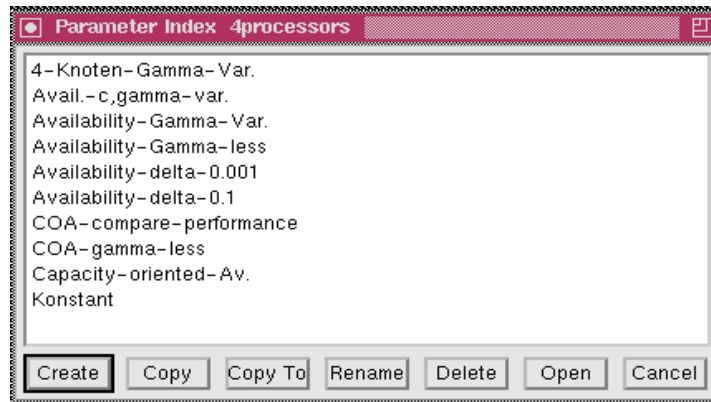 Parameter Index 4processors
4-Knoten-Gamma-Var.
Avail.-c,gamma-var.
Availability-Gamma-Var.
Availability-Gamma-less
Availability-delta-0.001
Availability-delta-0.1
COA-compare-performance
COA-gamma-less
Capacity-oriented-Av.
Konstant
Create Copy Copy To Rename Delete Open Cancel